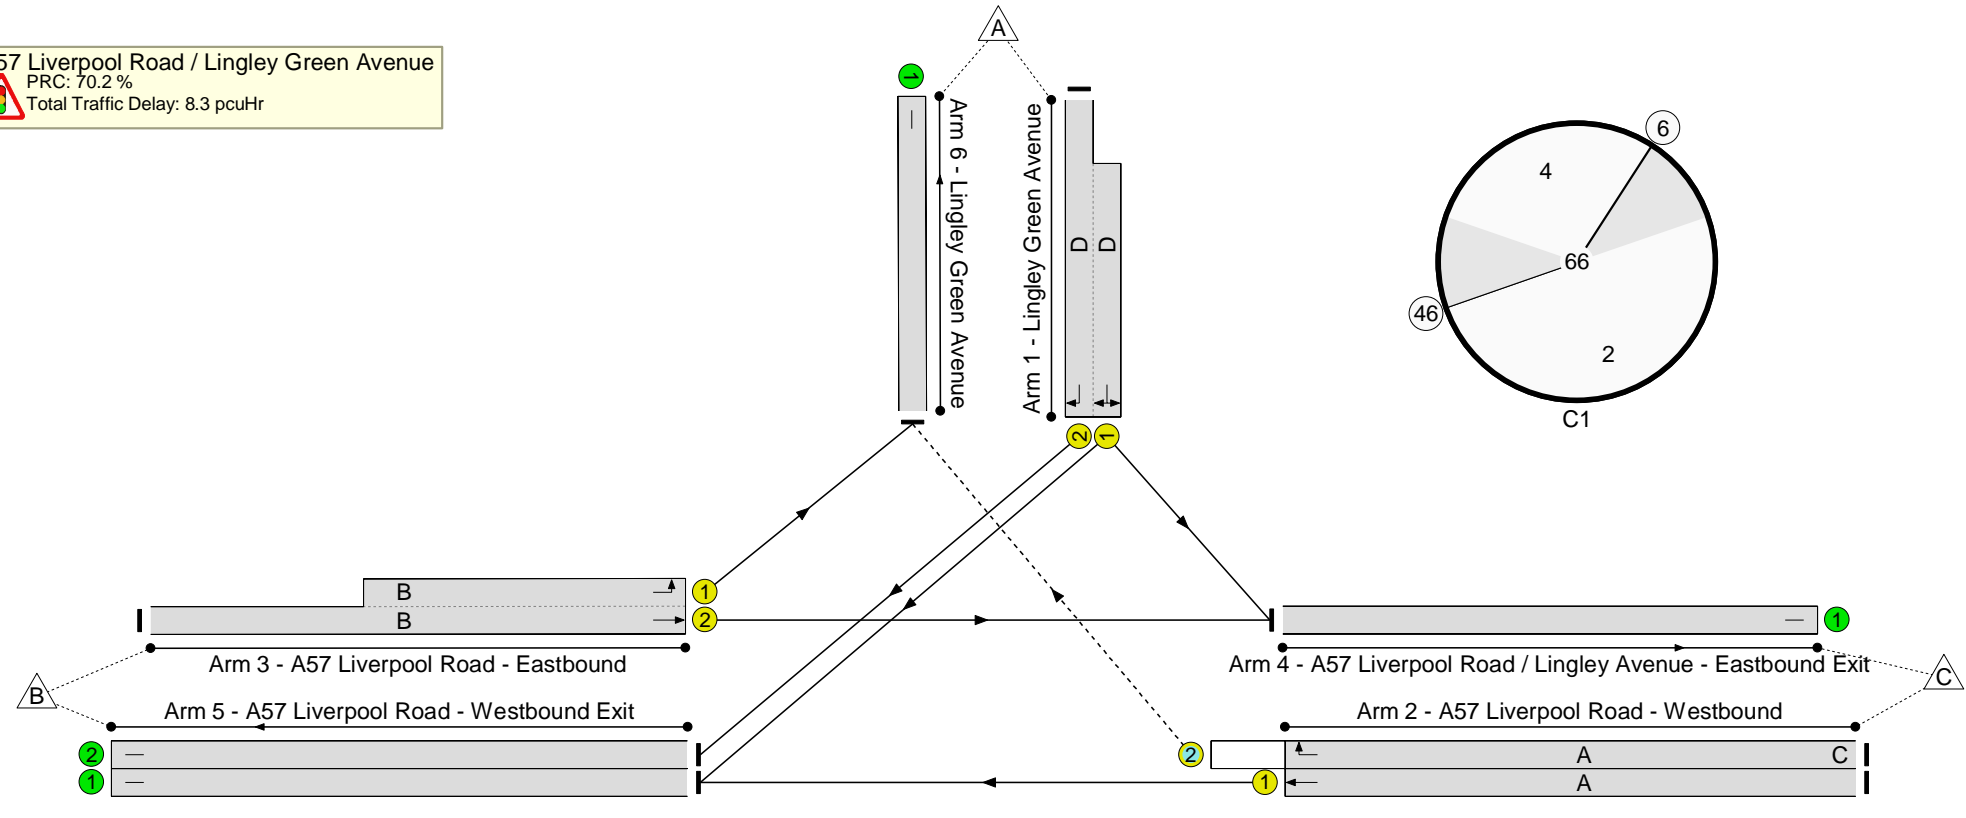 57 Liverpool Road / Lingley Green Avenue
PRC: 70.2 %
Total Traffic Delay: 8.3 pcuHr
A
1
Arm 6 - Lingley Green Avenue
Arm 1 - Lingley Green Avenue
D D
2 1
6
4
66
46
2
C1
B
1
B
2
Arm 3 - A57 Liverpool Road - Eastbound
1
Arm 4 - A57 Liverpool Road / Lingley Avenue - Eastbound Exit
B
C
Arm 5 - A57 Liverpool Road - Westbound Exit
Arm 2 - A57 Liverpool Road - Westbound
2
2
A C
1
1
A